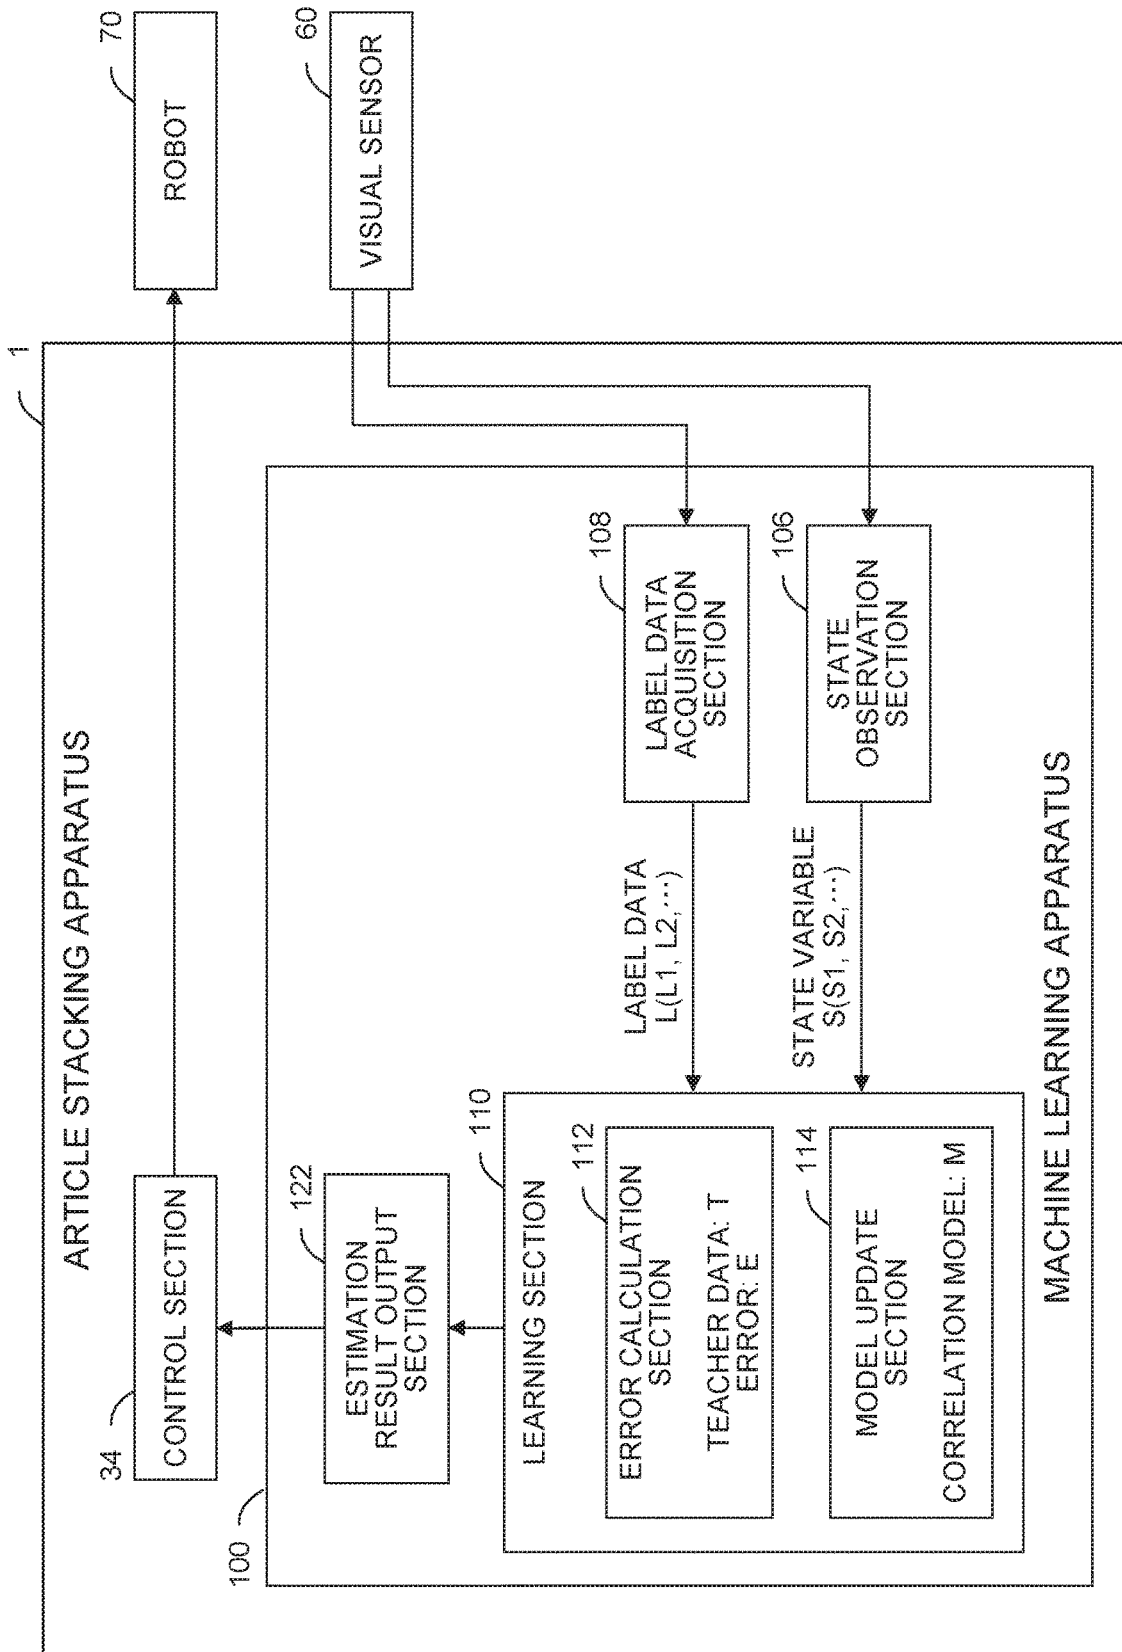 1
ARTICLE STACKING APPARATUS
34
CONTROL SECTION
70
ROBOT
60
VISUAL SENSOR
100
122
ESTIMATION
RESULT OUTPUT
SECTION
110
LEARNING SECTION
112
ERROR CALCULATION
SECTION
TEACHER DATA: T
ERROR: E
114
MODEL UPDATE
SECTION
CORRELATION MODEL: M
LABEL DATA
L(L1, L2,···)
108
LABEL DATA
ACQUISITION
SECTION
STATE VARIABLE
S(S1, S2,···)
106
STATE
OBSERVATION
SECTION
MACHINE LEARNING APPARATUS